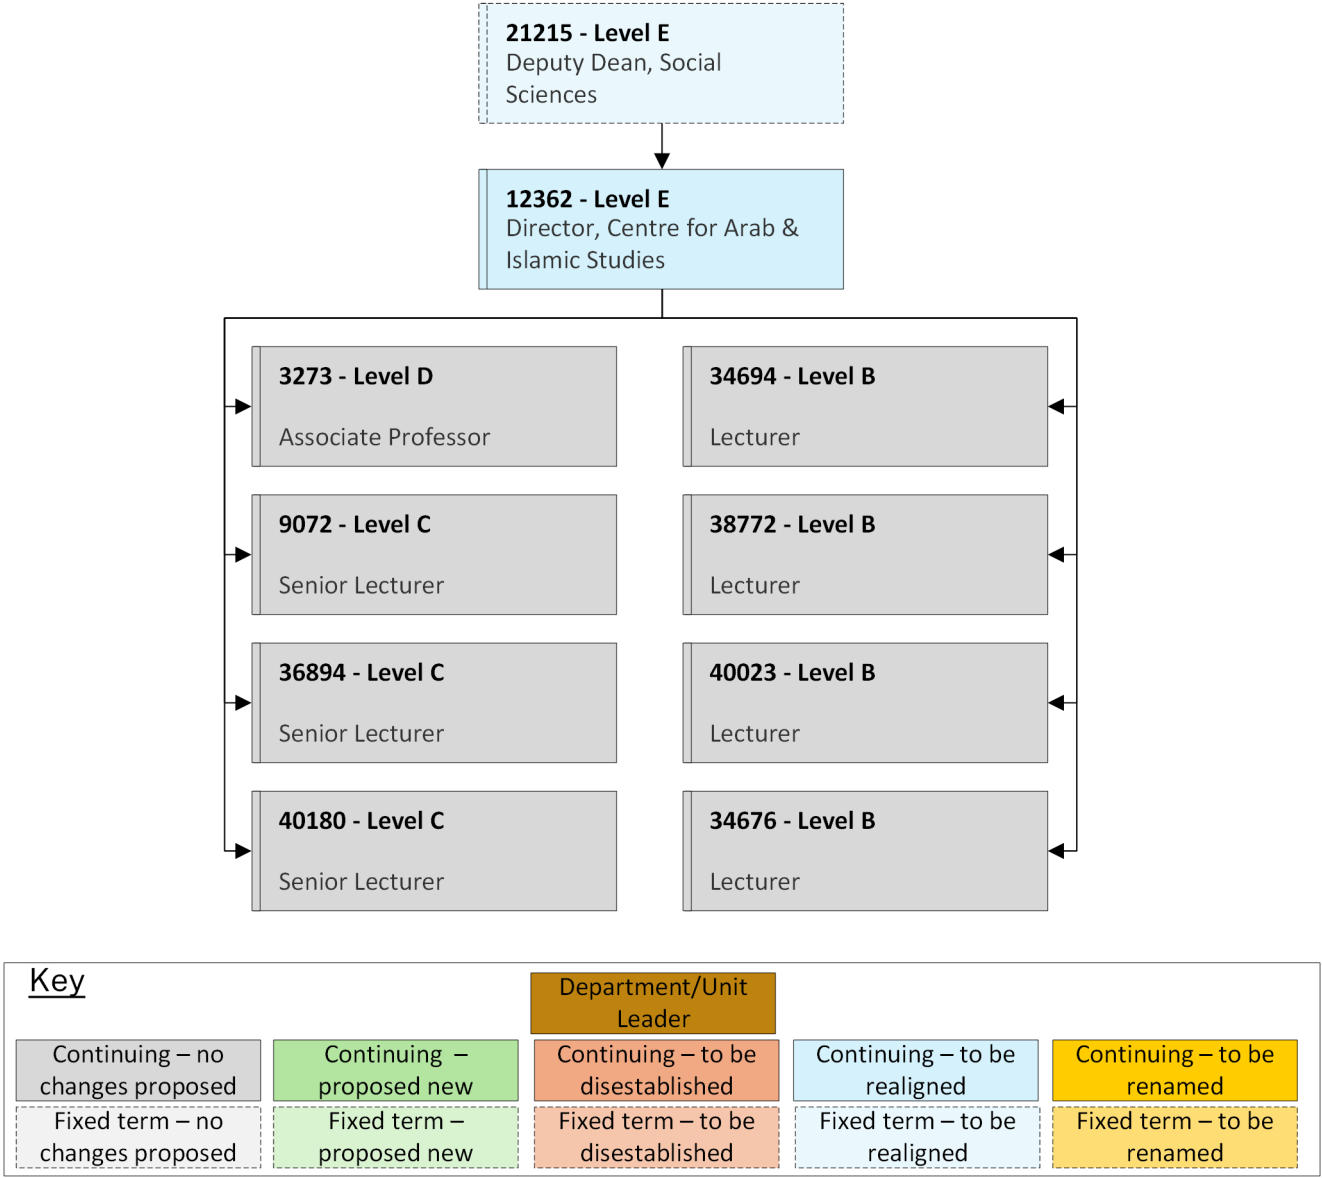 21215 - Level E
Deputy Dean, Social
Sciences
12362 - Level E
Director, Centre for Arab &
Islamic Studies
3273 - Level D
Associate Professor
9072 - Level C
Senior Lecturer
36894 - Level C
Senior Lecturer
40180 - Level C
Senior Lecturer
34694 - Level B
Lecturer
38772 - Level B
Lecturer
40023 - Level B
Lecturer
34676 - Level B
Lecturer
Key
Department/Unit
Leader
Continuing – no
changes proposed
Continuing –
proposed new
Continuing – to be
disestablished
Continuing – to be
realigned
Continuing – to be
renamed
Fixed term – no
changes proposed
Fixed term –
proposed new
Fixed term – to be
disestablished
Fixed term – to be
realigned
Fixed term – to be
renamed